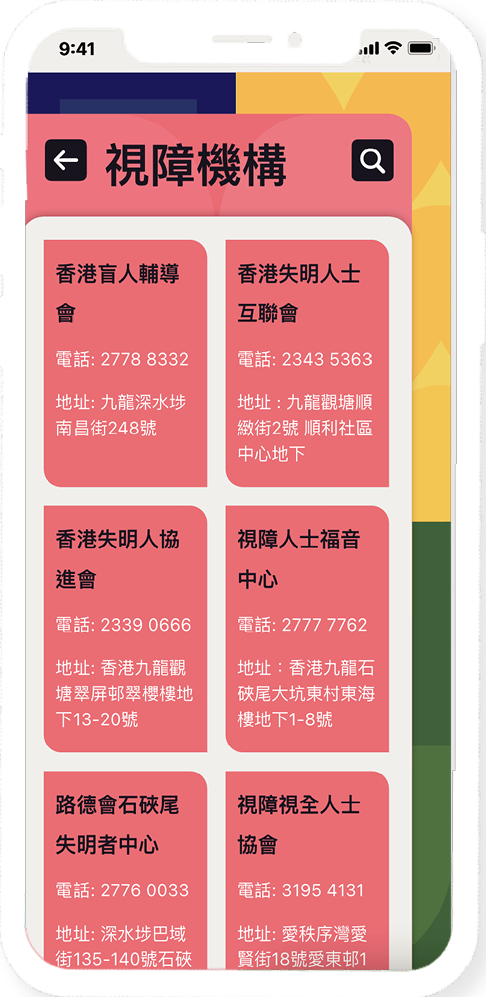 9:41
視障機構
香港盲人輔導
會
電話: 2778 8332
地址: 九龍深水埗
南昌街248號
香港失明人士
互聯會
電話: 2343 5363
地址 : 九龍觀塘順
緻街2號 順利社區
中心地下
香港失明人協
進會
電話: 2339 0666
地址: 香港九龍觀
塘翠屏邨翠櫻樓地
下13-20號
視障人士福音
中心
電話: 2777 7762
地址：香港九龍石
硤尾大坑東村東海
樓地下1-8號
路德會石硤尾
失明者中心
電話: 2776 0033
地址: 深水埗巴域
街135-140號石硤
視障視全人士
協會
電話: 3195 4131
地址: 愛秩序灣愛
賢街18號愛東邨1